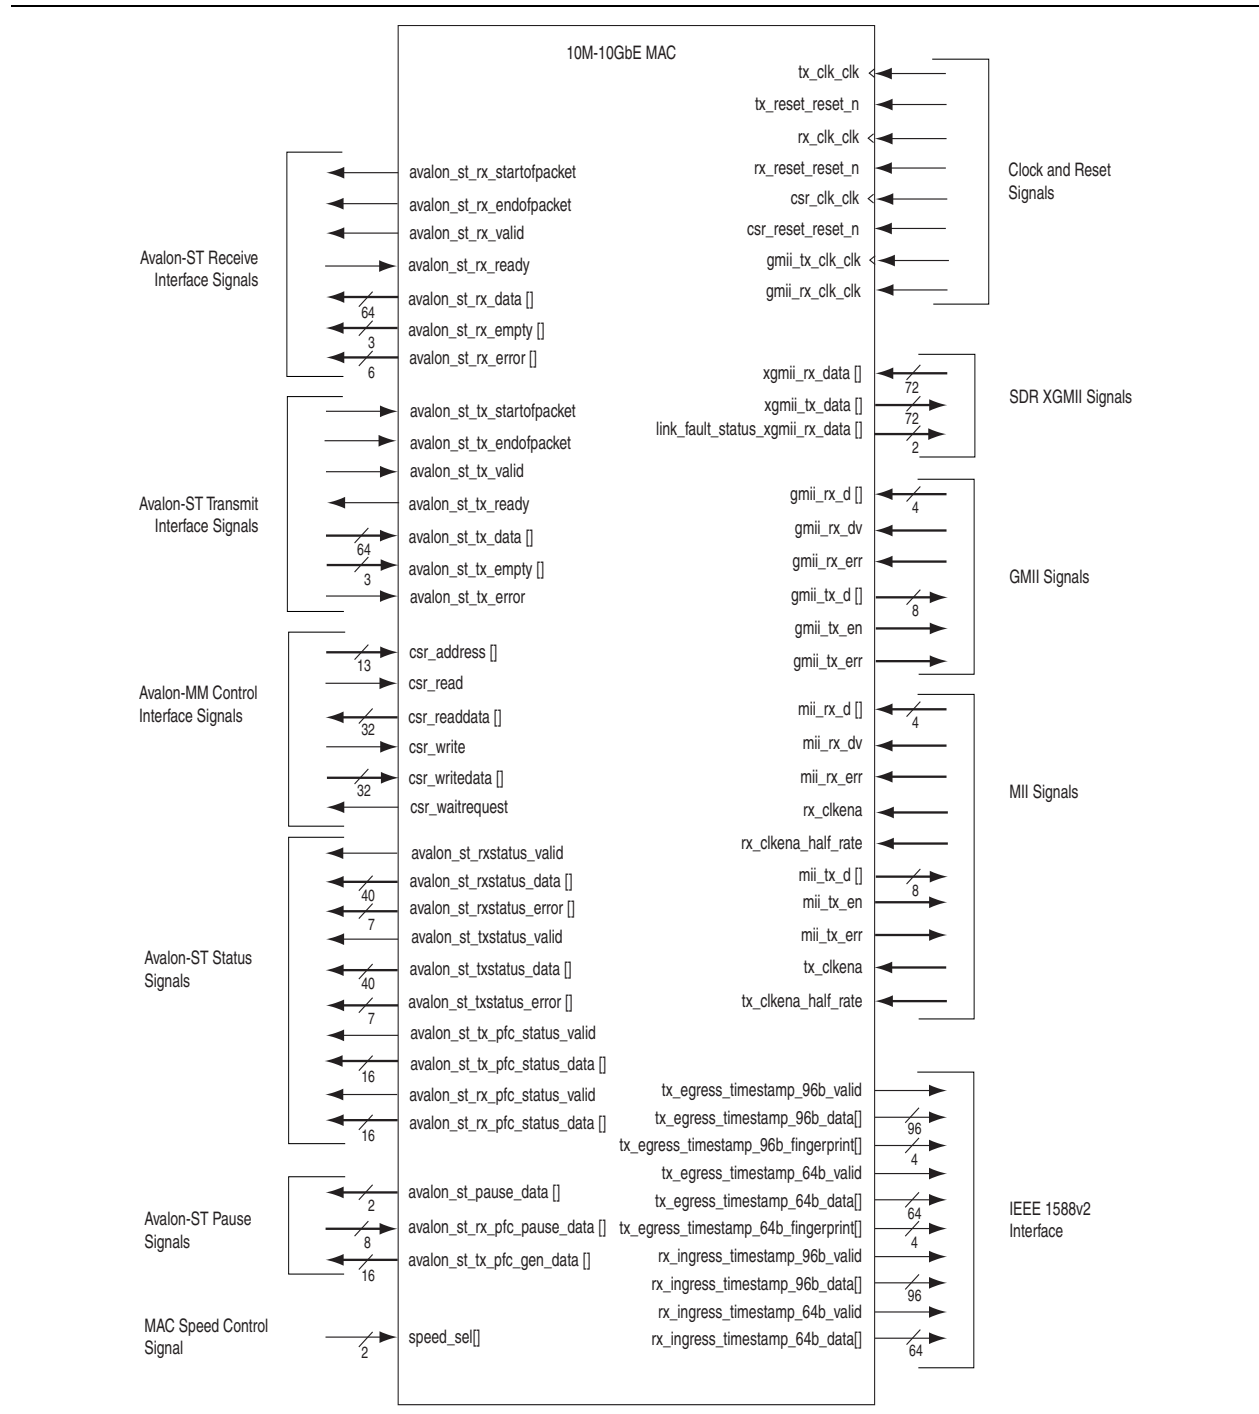 10M-10GbE MAC
Avalon-ST Receive
Interface Signals
avalon_st_rx_startofpacket
avalon_st_rx_endofpacket
avalon_st_rx_valid
avalon_st_rx_ready
avalon_st_rx_data []
64
avalon_st_rx_empty []
3
avalon_st_rx_error []
6
Avalon-ST Transmit
Interface Signals
avalon_st_tx_startofpacket
avalon_st_tx_endofpacket
avalon_st_tx_valid
avalon_st_tx_ready
avalon_st_tx_data []
64
avalon_st_tx_empty []
3
avalon_st_tx_error
Avalon-MM Control
Interface Signals
csr_address []
13
csr_read
csr_readdata []
32
csr_write
csr_writedata []
32
csr_waitrequest
Avalon-ST Status
Signals
avalon_st_rxstatus_valid
avalon_st_rxstatus_data []
40
avalon_st_rxstatus_error []
7
avalon_st_txstatus_valid
avalon_st_txstatus_data []
40
avalon_st_txstatus_error []
7
avalon_st_tx_pfc_status_valid
avalon_st_tx_pfc_status_data []
16
avalon_st_rx_pfc_status_valid
avalon_st_rx_pfc_status_data []
16
Avalon-ST Pause
Signals
avalon_st_pause_data []
2
avalon_st_rx_pfc_pause_data []
8
avalon_st_tx_pfc_gen_data []
16
MAC Speed Control
Signal
speed_sel[]
2
tx_clk_clk
tx_reset_reset_n
rx_clk_clk
rx_reset_reset_n
csr_clk_clk
csr_reset_reset_n
gmii_tx_clk_clk
gmii_rx_clk_clk
Clock and Reset
Signals
xgmii_rx_data []
72
xgmii_tx_data []
72
link_fault_status_xgmii_rx_data []
2
SDR XGMII Signals
gmii_rx_d []
4
gmii_rx_dv
gmii_rx_err
gmii_tx_d []
8
gmii_tx_en
gmii_tx_err
GMII Signals
mii_rx_d []
4
mii_rx_dv
mii_rx_err
rx_clkena
rx_clkena_half_rate
mii_tx_d []
8
mii_tx_en
mii_tx_err
tx_clkena
tx_clkena_half_rate
MII Signals
tx_egress_timestamp_96b_valid
tx_egress_timestamp_96b_data[]
96
tx_egress_timestamp_96b_fingerprint[]
4
tx_egress_timestamp_64b_valid
tx_egress_timestamp_64b_data[]
64
tx_egress_timestamp_64b_fingerprint[]
4
rx_ingress_timestamp_96b_valid
rx_ingress_timestamp_96b_data[]
96
rx_ingress_timestamp_64b_valid
rx_ingress_timestamp_64b_data[]
64
IEEE 1588v2
Interface